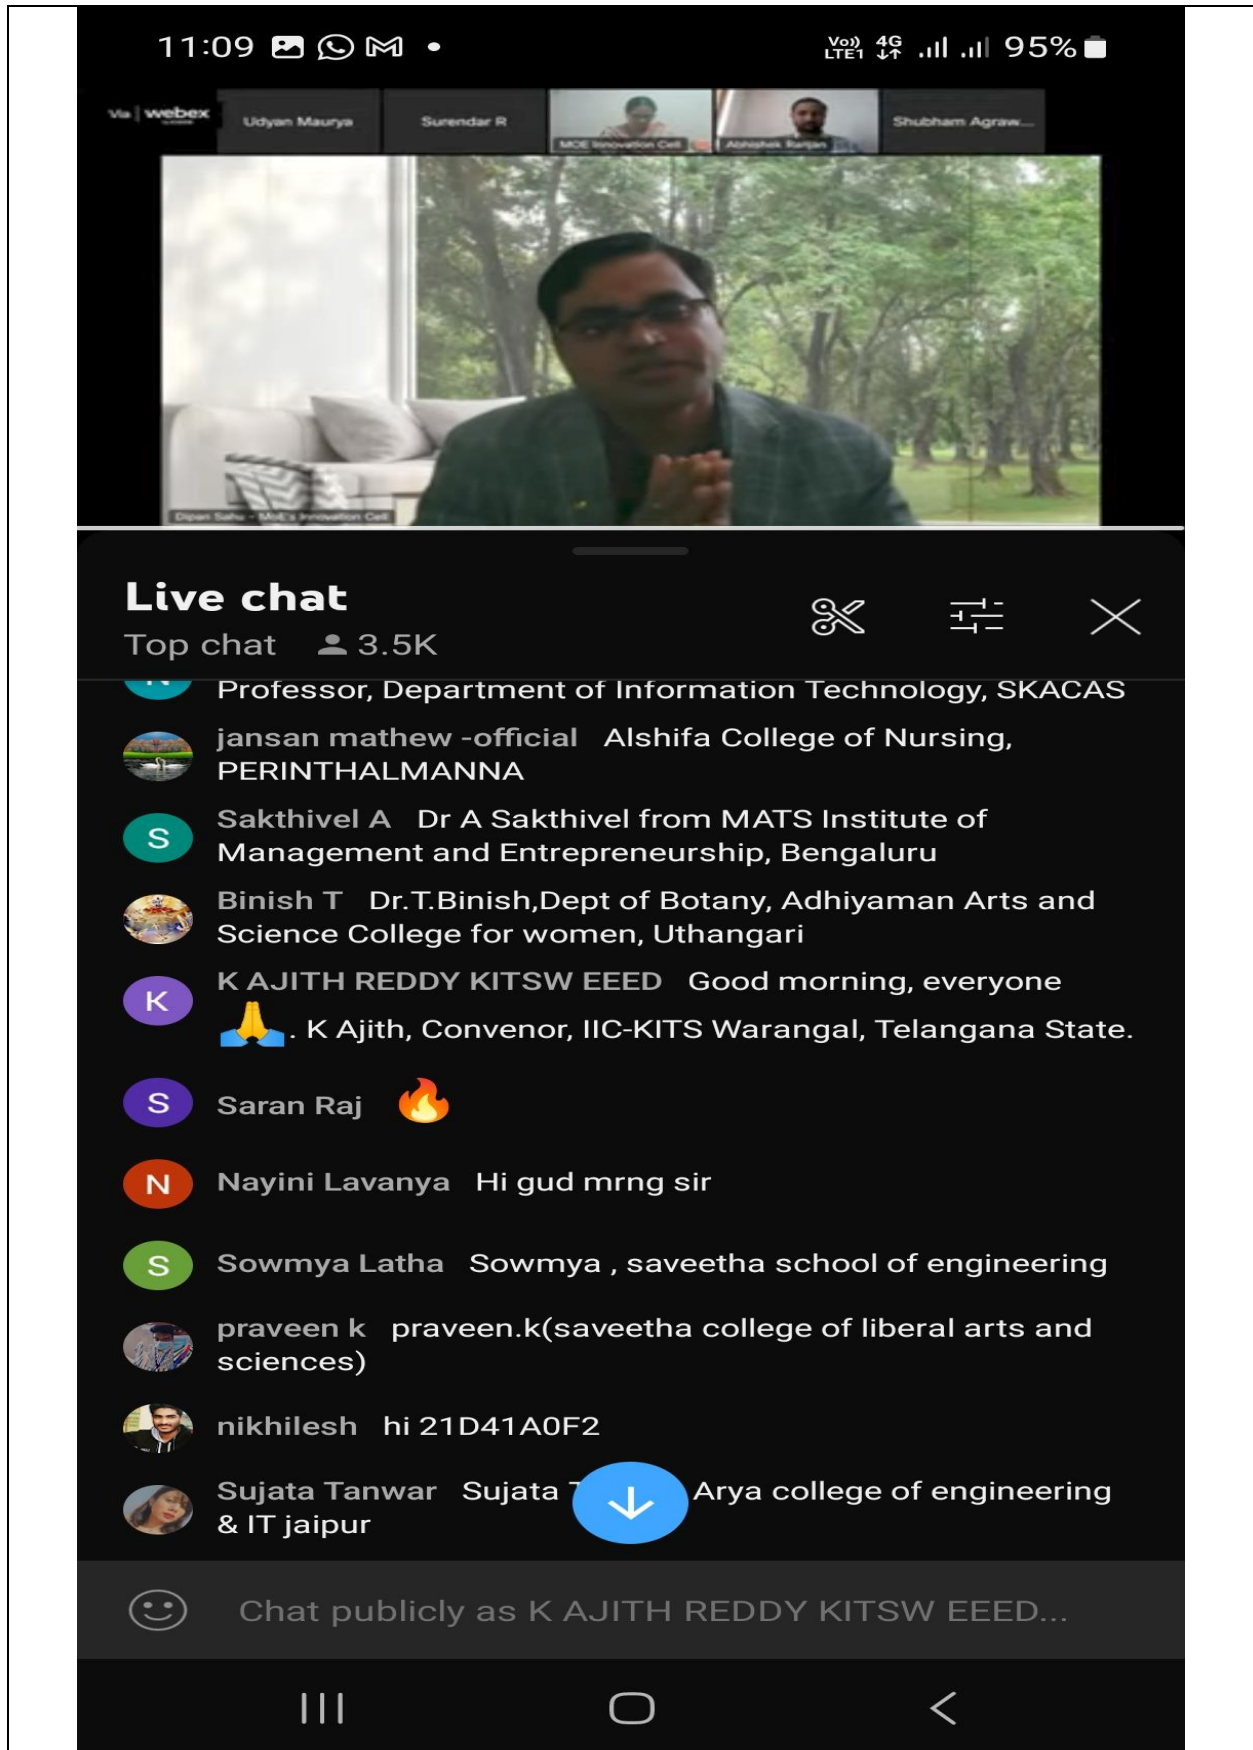 11:09
Vo)) LTE1 4G 95%
Via webex
Udyan Maurya
Surendar R
MOE Innovation Cell
Abhishek Ranjan
Shubham Agraw...
Dipan Sahu - MoE's Innovation Cell
Live chat
Top chat 3.5K
Professor, Department of Information Technology, SKACAS
jansan mathew -official Alshifa College of Nursing,
PERINTHALMANNA
S
Sakthivel A Dr A Sakthivel from MATS Institute of
Management and Entrepreneurship, Bengaluru
Binish T Dr.T.Binish,Dept of Botany, Adhiyaman Arts and
Science College for women, Uthangari
K
K AJITH REDDY KITSW EEED Good morning, everyone
🙏. K Ajith, Convenor, IIC-KITS Warangal, Telangana State.
S
Saran Raj 🔥
N
Nayini Lavanya Hi gud mrng sir
S
Sowmya Latha Sowmya , saveetha school of engineering
praveen k praveen.k(saveetha college of liberal arts and
sciences)
nikhilesh hi 21D41A0F2
Sujata Tanwar Sujata Arya college of engineering
& IT jaipur
Chat publicly as K AJITH REDDY KITSW EEED...